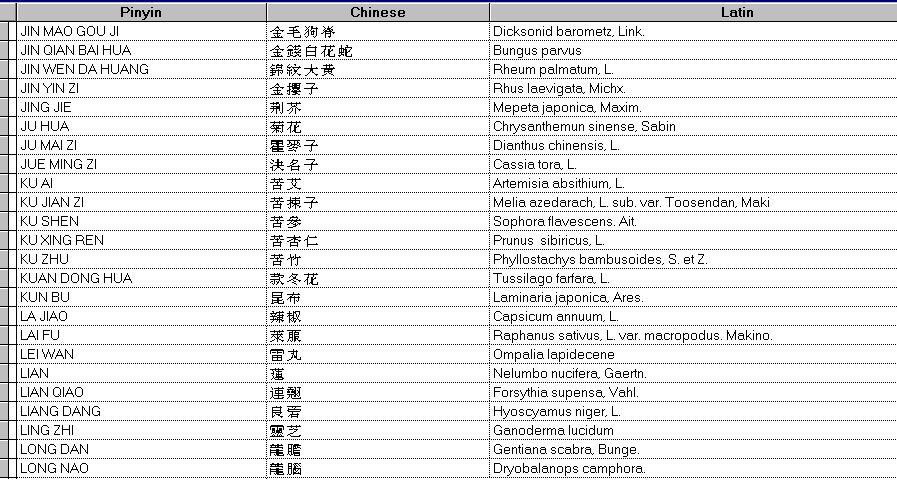 Pinyin Chinese Latin
JIN MAO GOU JI 金毛狗脊 Dicksonid barometz, Link.
JIN QIAN BAI HUA 金錢白花蛇 Bungus parvus
JIN WEN DA HUANG 錦紋大黄 Rheum palmatum, L.
JIN YIN ZI 金櫻子 Rhus laevigata, Michx.
JING JIE 荆芥 Mepeta japonica, Maxim.
JU HUA 菊花 Chrysanthemun sinense, Sabin
JU MAI ZI 瞿麥子 Dianthus chinensis, L.
JUE MING ZI 決名子 Cassia tora, L.
KU AI 苦艾 Artemisia absithium, L.
KU JIAN ZI 苦楝子 Melia azedarach, L. sub. var. Toosendan, Maki
KU SHEN 苦參 Sophora flavescens. Ait.
KU XING REN 苦杏仁 Prunus sibiricus, L.
KU ZHU 苦竹 Phyllostachys bambusoides, S. et Z.
KUAN DONG HUA 款冬花 Tussilago farfara, L.
KUN BU 昆布 Laminaria japonica, Ares.
LA JIAO 辣椒 Capsicum annuum, L.
LAI FU 萊服 Raphanus sativus, L. var. macropodus. Makino.
LEI WAN 雷丸 Ompalia lapidecene
LIAN 蓮 Nelumbo nucifera, Gaertn.
LIAN QIAO 連翹 Forsythia supensa, Vahl.
LIANG DANG Hyoscyamus niger, L.
LING ZHI 靈芝 Ganoderma lucidum
LONG DAN 龍膽 Gentiana scabra, Bunge.
LONG NAO 龍腦 Dryobalanops camphora.